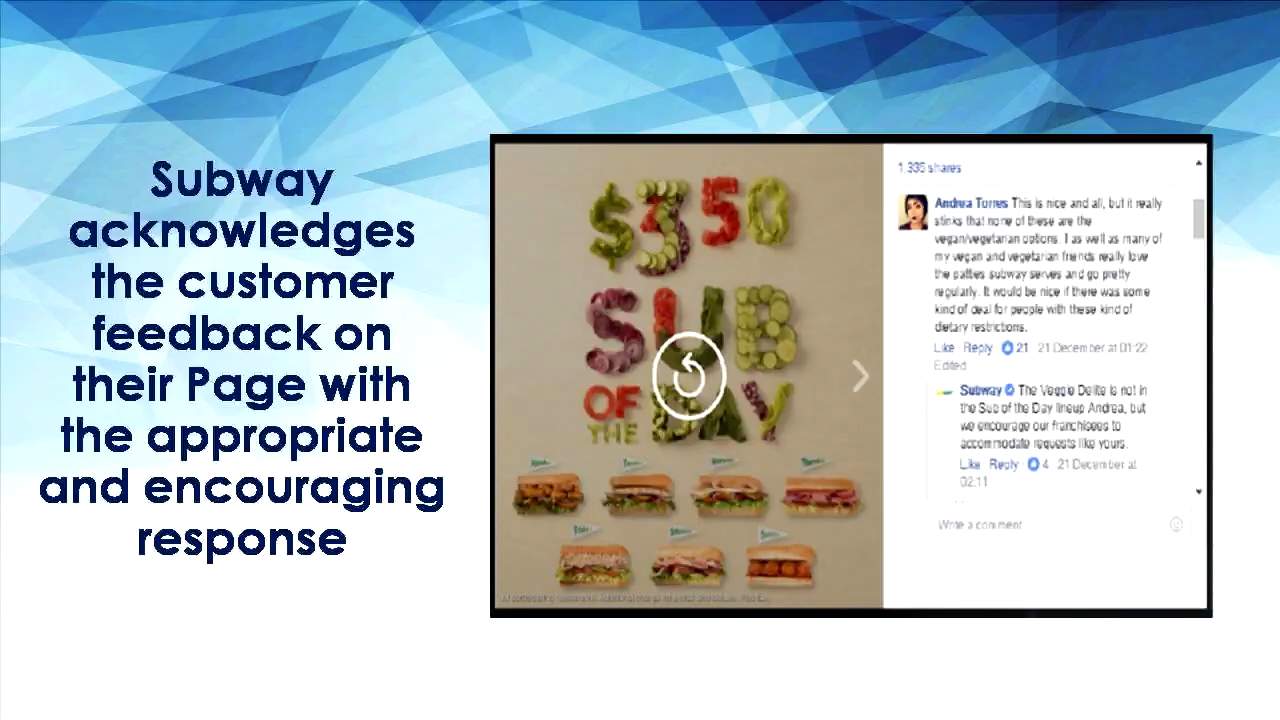 Subway
acknowledges
the customer
feedback on
their Page with
the appropriate
and encouraging
response
$3.50
SUB
OF THE DAY
1,335 shares
Andrea Torres This is nice and all, but it really
stinks that none of these are the
vegan/vegetarian options. I as well as many of
my vegan and vegetarian friends really love
the patties subway serves and go pretty
regularly. It would be nice if there was some
kind of deal for people with these kind of
dietary restrictions.
Like Reply 21 21 December at 01:22
Edited
Subway The Veggie Delite is not in
the Sub of the Day lineup Andrea, but
we encourage our franchisees to
accommodate requests like yours.
Like Reply 4 21 December at
02:11
Write a comment